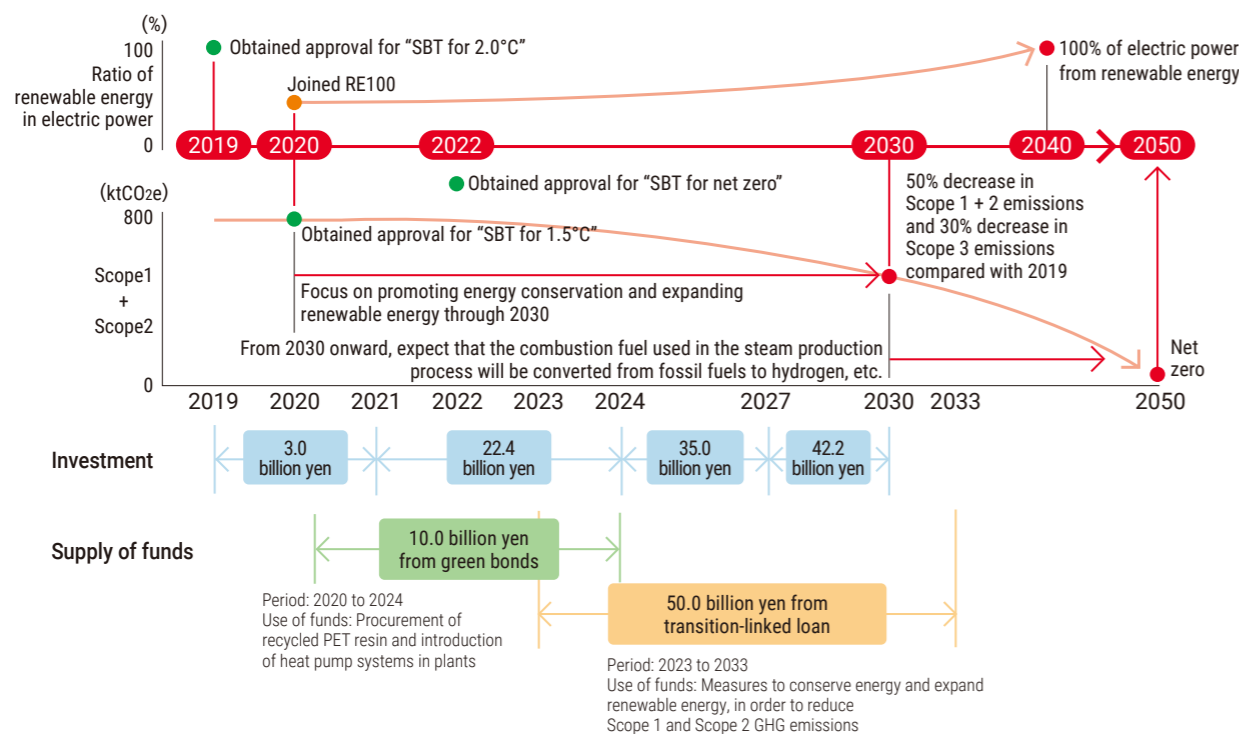 (%)
100
Ratio of
renewable energy
in electric power
0
Obtained approval for “SBT for 2.0°C”
Joined RE100
100% of electric power
from renewable energy
2019
2020
2022
2030
2040
2050
(ktCO2e)
800
Scope1
+
Scope2
0
Obtained approval for “SBT for net zero”
Obtained approval for “SBT for 1.5°C”
50% decrease in
Scope 1 + 2 emissions
and 30% decrease in
Scope 3 emissions
compared with 2019
Focus on promoting energy conservation and expanding
renewable energy through 2030
From 2030 onward, expect that the combustion fuel used in the steam production
process will be converted from fossil fuels to hydrogen, etc.
Net
zero
2019
2020
2021
2022
2023
2024
2027
2030
2033
2050
Investment
3.0
billion yen
22.4
billion yen
35.0
billion yen
42.2
billion yen
Supply of funds
10.0 billion yen
from green bonds
Period: 2020 to 2024
Use of funds: Procurement of
recycled PET resin and introduction
of heat pump systems in plants
50.0 billion yen from
transition-linked loan
Period: 2023 to 2033
Use of funds: Measures to conserve energy and expand
renewable energy, in order to reduce
Scope 1 and Scope 2 GHG emissions